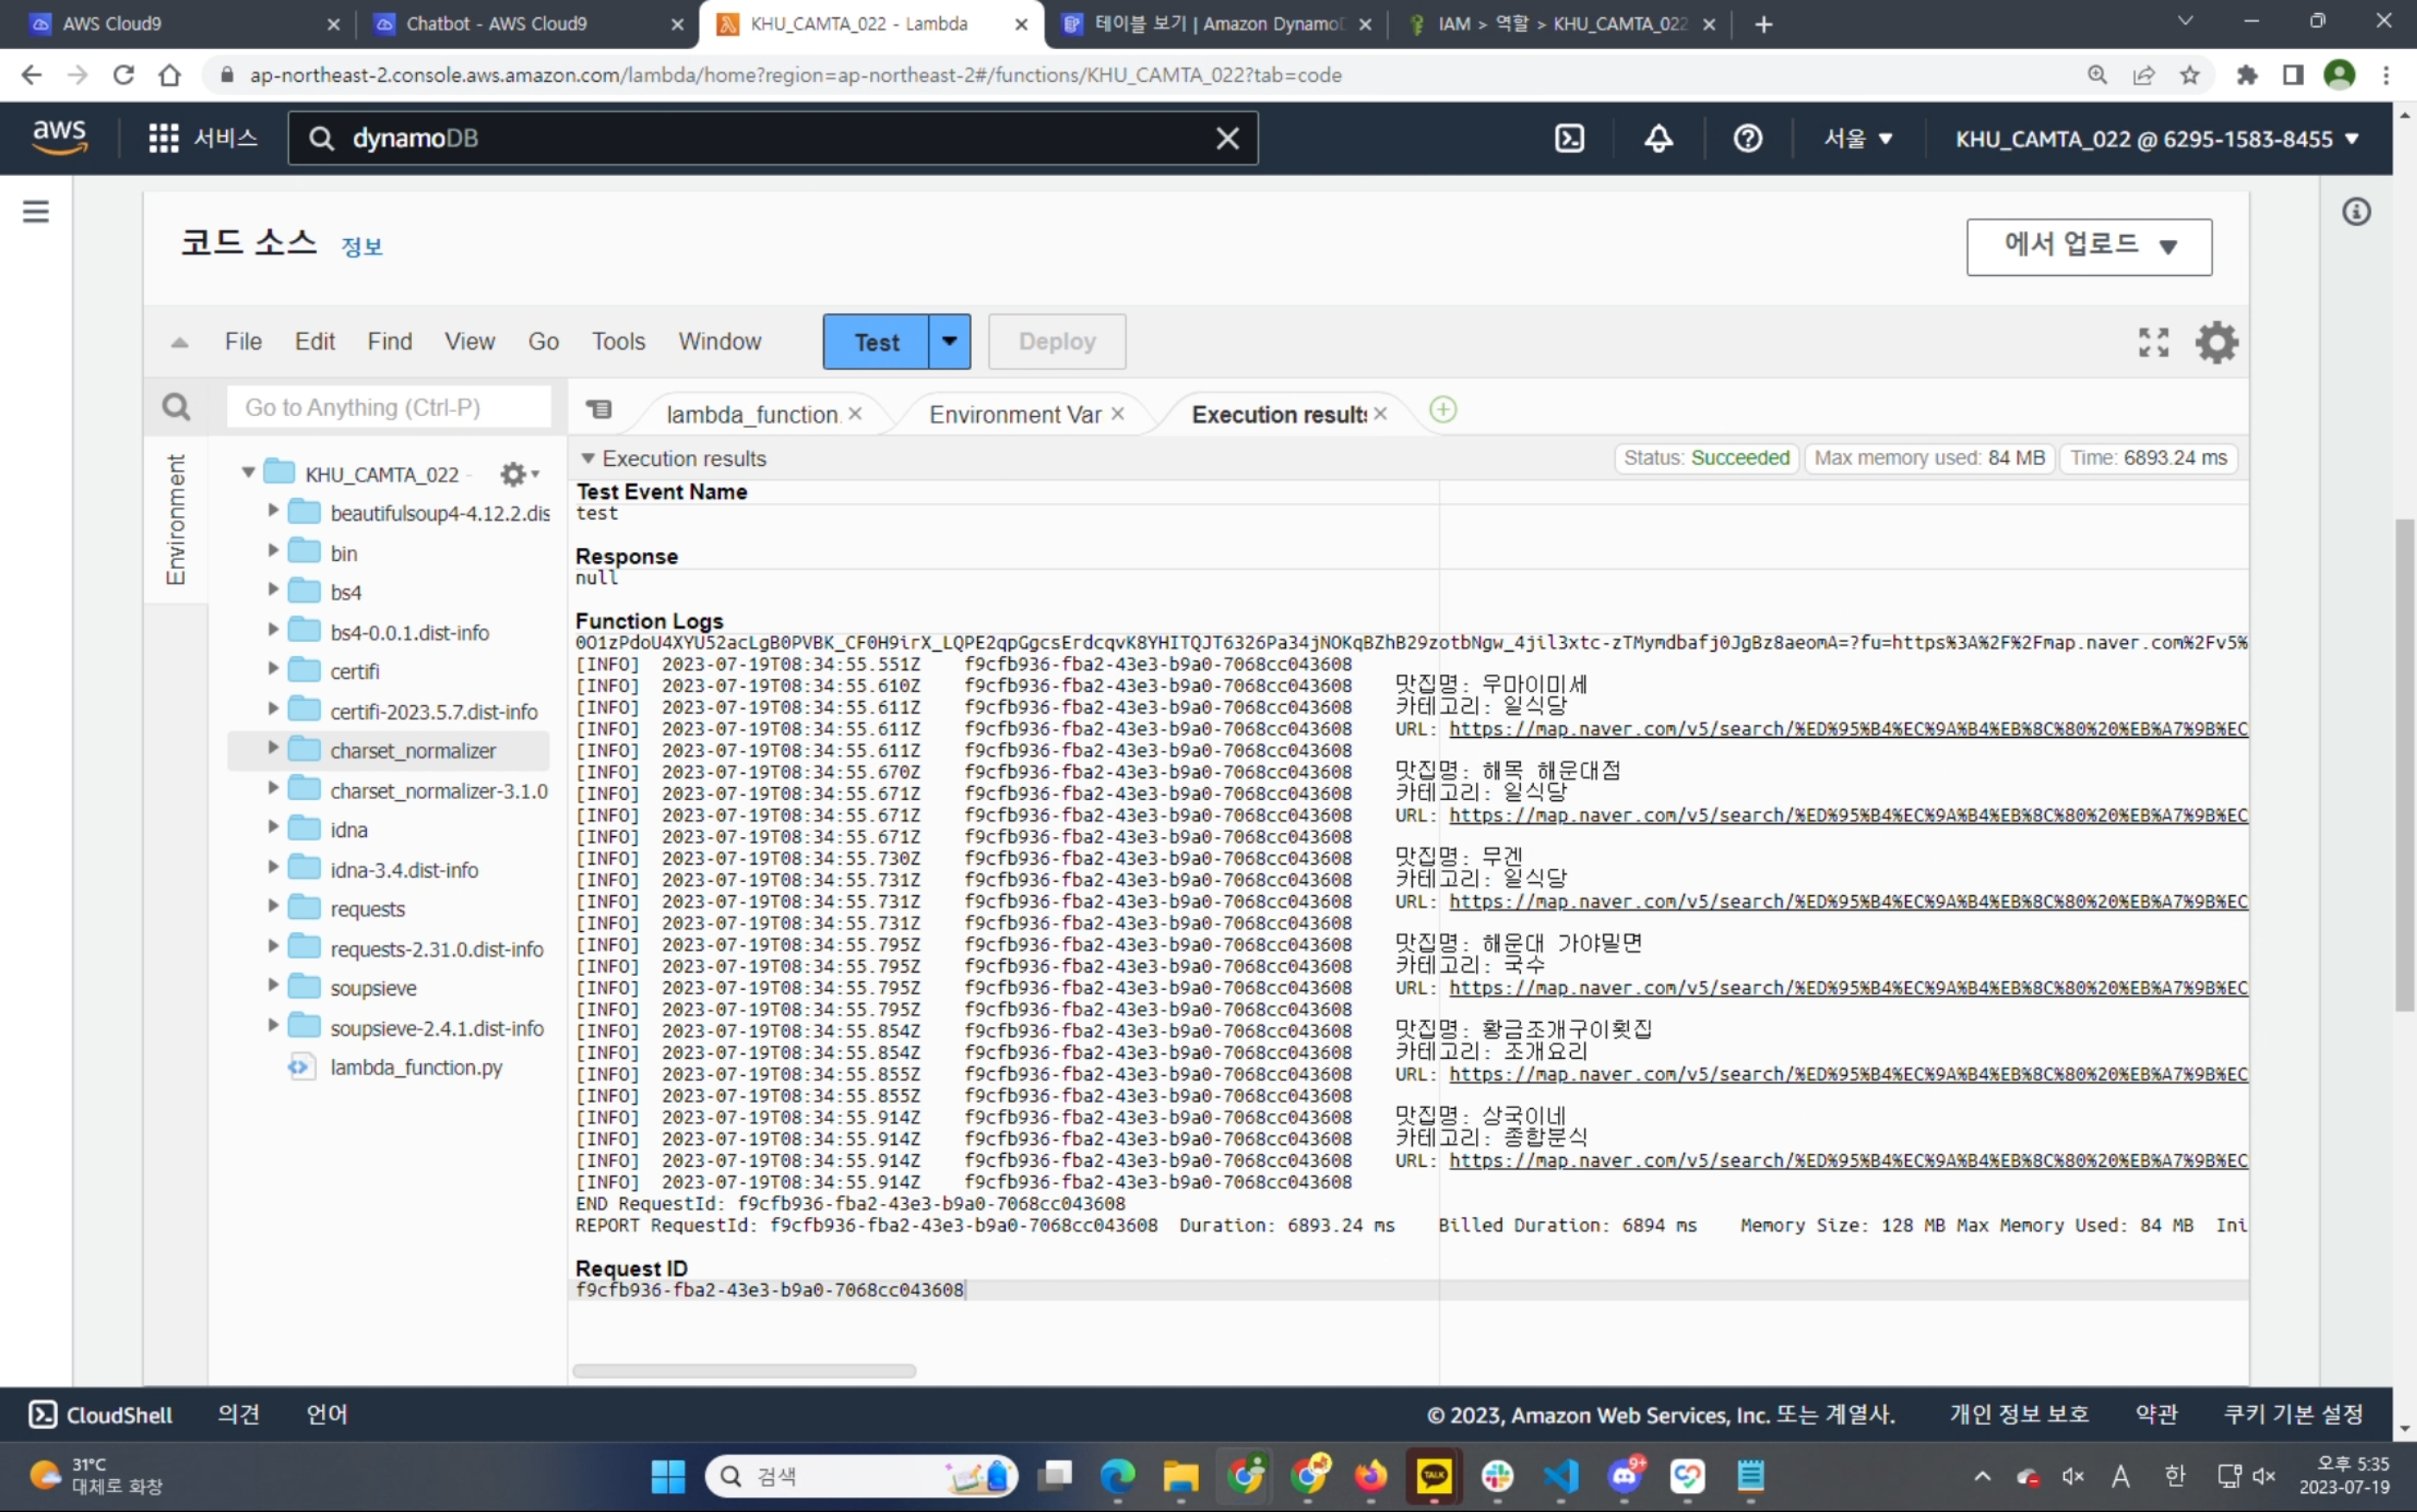 AWS Cloud9
Chatbot - AWS Cloud9
KHU_CAMTA_022 - Lambda
테이블 보기 | Amazon Dynamo
IAM > 역할 > KHU_CAMTA_022
ap-northeast-2.console.aws.amazon.com/lambda/home?region=ap-northeast-2#/functions/KHU_CAMTA_022?tab=code
aws
서비스
dynamoDB
서울
KHU_CAMTA_022 @ 6295-1583-8455
코드 소스 정보
에서 업로드
File Edit Find View Go Tools Window
Test
Deploy
Go to Anything (Ctrl-P)
lambda_function.
Environment Var
Execution results
Environment
KHU_CAMTA_022 -
beautifulsoup4-4.12.2.dis
bin
bs4
bs4-0.0.1.dist-info
certifi
certifi-2023.5.7.dist-info
charset_normalizer
charset_normalizer-3.1.0
idna
idna-3.4.dist-info
requests
requests-2.31.0.dist-info
soupsieve
soupsieve-2.4.1.dist-info
lambda_function.py
Execution results
Status: Succeeded
Max memory used: 84 MB
Time: 6893.24 ms
Test Event Name
test
Response
null
Function Logs
[INFO] 2023-07-19T08:34:55.551Z f9cfb936-fba2-43e3-b9a0-7068cc043608
[INFO] 2023-07-19T08:34:55.610Z f9cfb936-fba2-43e3-b9a0-7068cc043608 맛집명: 우마이미세
[INFO] 2023-07-19T08:34:55.611Z f9cfb936-fba2-43e3-b9a0-7068cc043608 카테고리: 일식당
[INFO] 2023-07-19T08:34:55.611Z f9cfb936-fba2-43e3-b9a0-7068cc043608 URL: https://map.naver.com/v5/search/%ED%95%B4%EC%9A%B4%EB%8C%80%20%EB%A7%9B%EC
[INFO] 2023-07-19T08:34:55.611Z f9cfb936-fba2-43e3-b9a0-7068cc043608
[INFO] 2023-07-19T08:34:55.670Z f9cfb936-fba2-43e3-b9a0-7068cc043608 맛집명: 해목 해운대점
[INFO] 2023-07-19T08:34:55.671Z f9cfb936-fba2-43e3-b9a0-7068cc043608 카테고리: 일식당
[INFO] 2023-07-19T08:34:55.671Z f9cfb936-fba2-43e3-b9a0-7068cc043608 URL: https://map.naver.com/v5/search/%ED%95%B4%EC%9A%B4%EB%8C%80%20%EB%A7%9B%EC
[INFO] 2023-07-19T08:34:55.671Z f9cfb936-fba2-43e3-b9a0-7068cc043608
[INFO] 2023-07-19T08:34:55.730Z f9cfb936-fba2-43e3-b9a0-7068cc043608 맛집명: 무겐
[INFO] 2023-07-19T08:34:55.731Z f9cfb936-fba2-43e3-b9a0-7068cc043608 카테고리: 일식당
[INFO] 2023-07-19T08:34:55.731Z f9cfb936-fba2-43e3-b9a0-7068cc043608 URL: https://map.naver.com/v5/search/%ED%95%B4%EC%9A%B4%EB%8C%80%20%EB%A7%9B%EC
[INFO] 2023-07-19T08:34:55.731Z f9cfb936-fba2-43e3-b9a0-7068cc043608
[INFO] 2023-07-19T08:34:55.795Z f9cfb936-fba2-43e3-b9a0-7068cc043608 맛집명: 해운대 가야밀면
[INFO] 2023-07-19T08:34:55.795Z f9cfb936-fba2-43e3-b9a0-7068cc043608 카테고리: 국수
[INFO] 2023-07-19T08:34:55.795Z f9cfb936-fba2-43e3-b9a0-7068cc043608 URL: https://map.naver.com/v5/search/%ED%95%B4%EC%9A%B4%EB%8C%80%20%EB%A7%9B%EC
[INFO] 2023-07-19T08:34:55.795Z f9cfb936-fba2-43e3-b9a0-7068cc043608
[INFO] 2023-07-19T08:34:55.854Z f9cfb936-fba2-43e3-b9a0-7068cc043608 맛집명: 황금조개구이횟집
[INFO] 2023-07-19T08:34:55.854Z f9cfb936-fba2-43e3-b9a0-7068cc043608 카테고리: 조개요리
[INFO] 2023-07-19T08:34:55.855Z f9cfb936-fba2-43e3-b9a0-7068cc043608 URL: https://map.naver.com/v5/search/%ED%95%B4%EC%9A%B4%EB%8C%80%20%EB%A7%9B%EC
[INFO] 2023-07-19T08:34:55.855Z f9cfb936-fba2-43e3-b9a0-7068cc043608
[INFO] 2023-07-19T08:34:55.914Z f9cfb936-fba2-43e3-b9a0-7068cc043608 맛집명: 상국이네
[INFO] 2023-07-19T08:34:55.914Z f9cfb936-fba2-43e3-b9a0-7068cc043608 카테고리: 종합분식
[INFO] 2023-07-19T08:34:55.914Z f9cfb936-fba2-43e3-b9a0-7068cc043608 URL: https://map.naver.com/v5/search/%ED%95%B4%EC%9A%B4%EB%8C%80%20%EB%A7%9B%EC
[INFO] 2023-07-19T08:34:55.914Z f9cfb936-fba2-43e3-b9a0-7068cc043608
END RequestId: f9cfb936-fba2-43e3-b9a0-7068cc043608
REPORT RequestId: f9cfb936-fba2-43e3-b9a0-7068cc043608 Duration: 6893.24 ms Billed Duration: 6894 ms Memory Size: 128 MB Max Memory Used: 84 MB Ini
Request ID
f9cfb936-fba2-43e3-b9a0-7068cc043608
CloudShell 의견 언어
© 2023, Amazon Web Services, Inc. 또는 계열사.
개인 정보 보호 약관 쿠키 기본 설정
31°C
대체로 화창
검색
TALK
9+
A 한
오후 5:35
2023-07-19